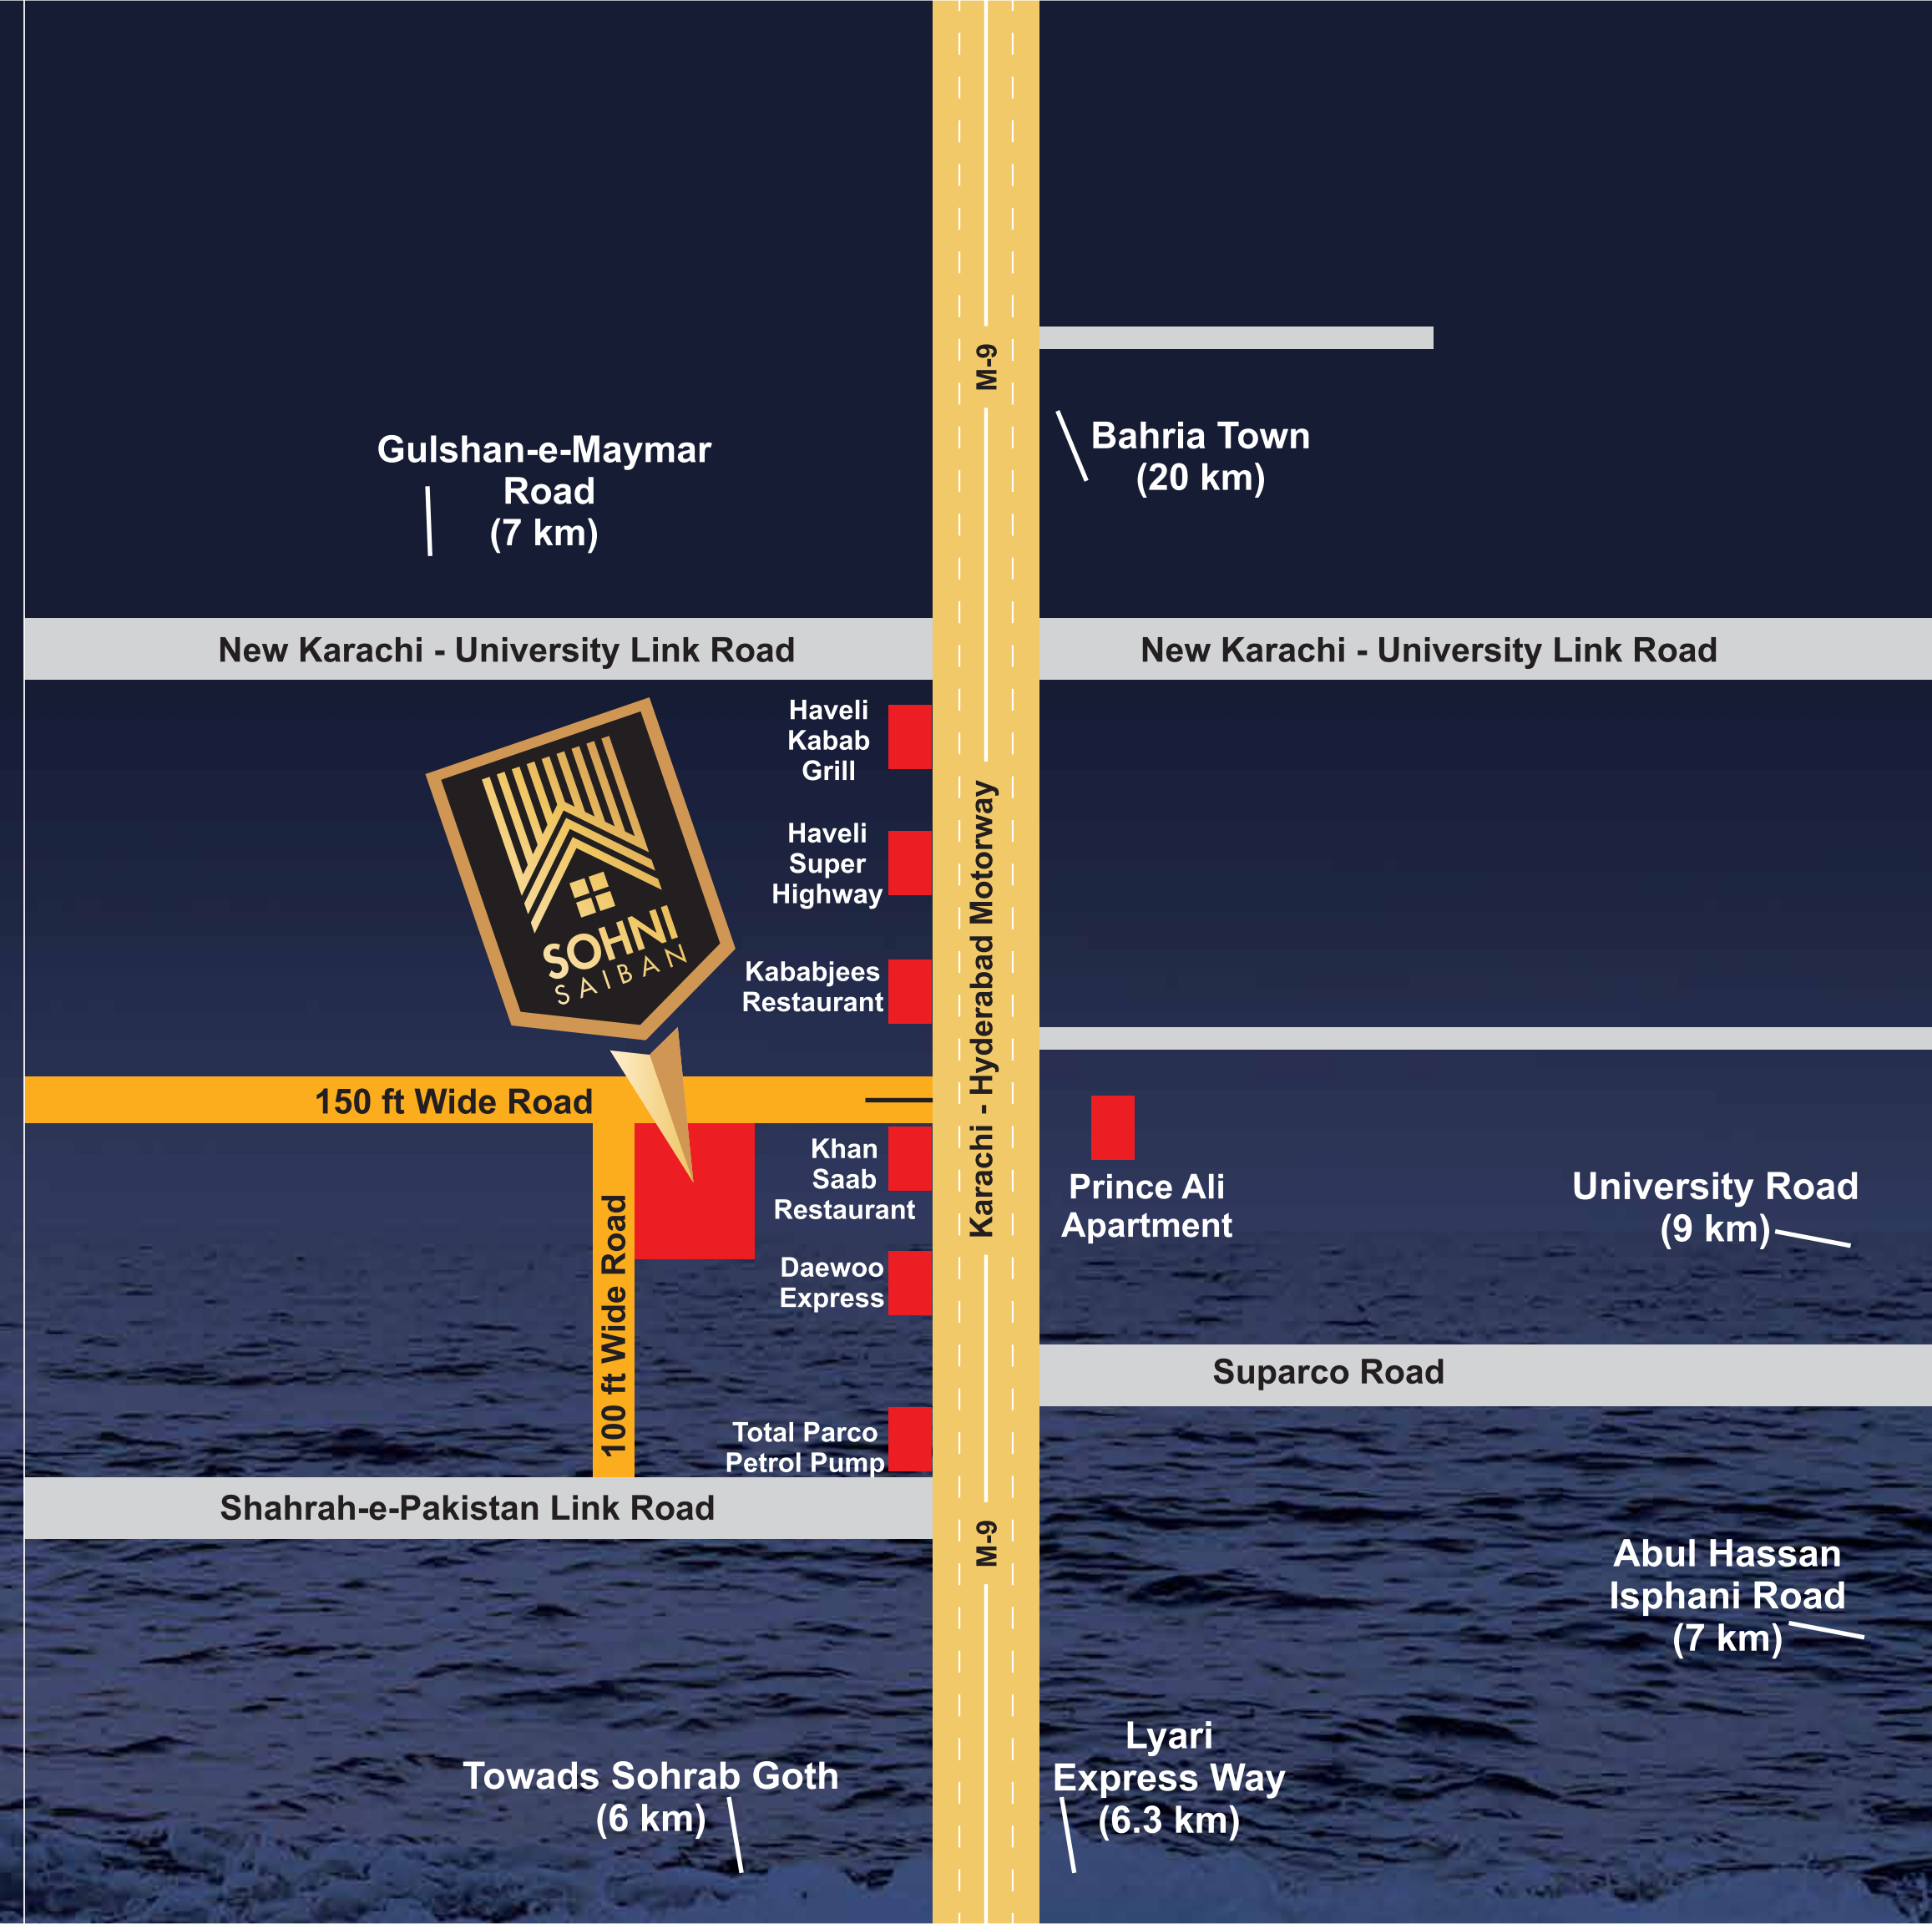 M-9
Bahria Town
(20 km)
Gulshan-e-Maymar
Road
(7 km)
New Karachi - University Link Road
New Karachi - University Link Road
Haveli
Kabab
Grill
Haveli
Super
Highway
SOHNI
SAIBAN
Kababjees
Restaurant
Karachi - Hyderabad Motorway
150 ft Wide Road
Khan
Saab
Restaurant
Prince Ali
Apartment
University Road
(9 km)
100 ft Wide Road
Daewoo
Express
Suparco Road
Total Parco
Petrol Pump
Shahrah-e-Pakistan Link Road
M-9
Abul Hassan
Isphani Road
(7 km)
Lyari
Express Way
(6.3 km)
Towads Sohrab Goth
(6 km)